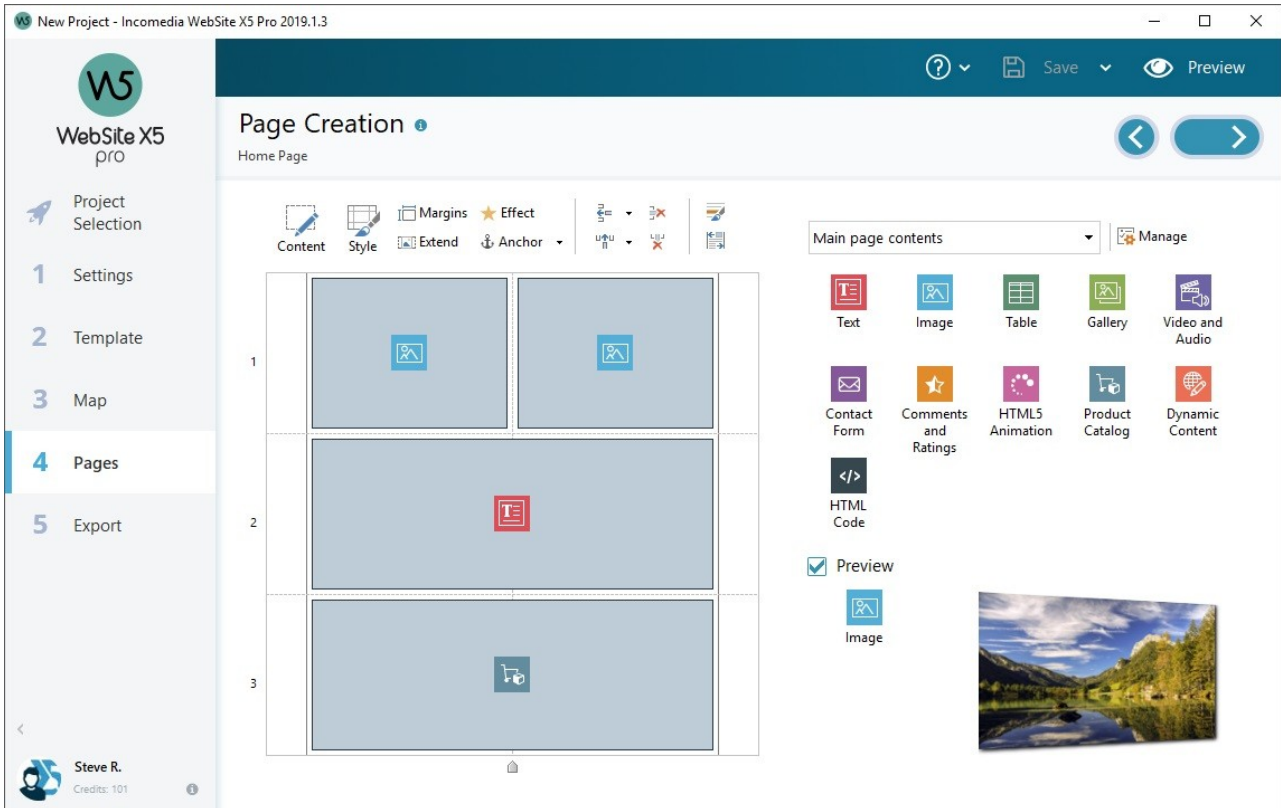 New Project - Incomedia WebSite X5 Pro 2019.1.3
Save
Preview
WebSite X5
pro
Page Creation
Home Page
Project
Selection
1 Settings
2 Template
3 Map
4 Pages
5 Export
Content
Style
Margins
Effect
Extend
Anchor
Main page contents
Manage
1
2
3
Text
Image
Table
Gallery
Video and
Audio
Contact
Form
Comments
and
Ratings
HTML5
Animation
Product
Catalog
Dynamic
Content
HTML
Code
Preview
Image
Steve R.
Credits: 101